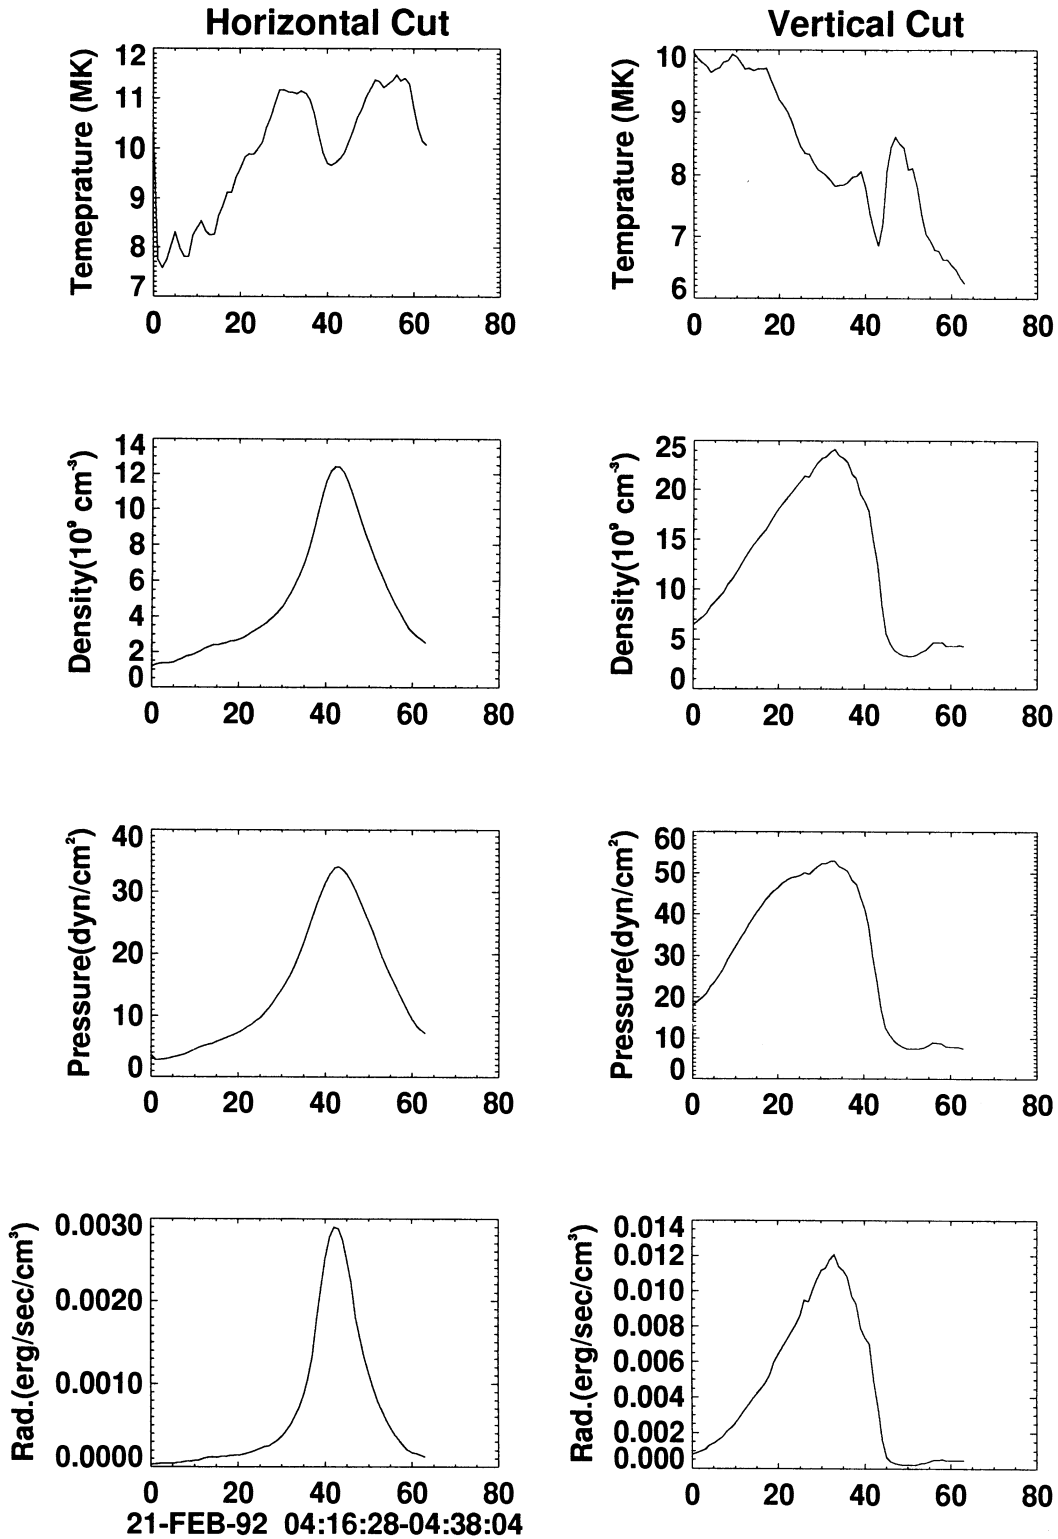 Horizontal Cut
Vertical Cut
Temeprature (MK)
12
11
10
9
8
7
0 20 40 60 80
Temprature (MK)
10
9
8
7
6
0 20 40 60 80
Density(10⁹ cm⁻³)
14
12
10
8
6
4
2
0
0 20 40 60 80
Density(10⁹ cm⁻³)
25
20
15
10
5
0
0 20 40 60 80
Pressure(dyn/cm²)
40
30
20
10
0
0 20 40 60 80
Pressure(dyn/cm²)
60
50
40
30
20
10
0
0 20 40 60 80
Rad.(erg/sec/cm³)
0.0030
0.0020
0.0010
0.0000
0 20 40 60 80
Rad.(erg/sec/cm³)
0.014
0.012
0.010
0.008
0.006
0.004
0.002
0.000
0 20 40 60 80
21-FEB-92 04:16:28-04:38:04